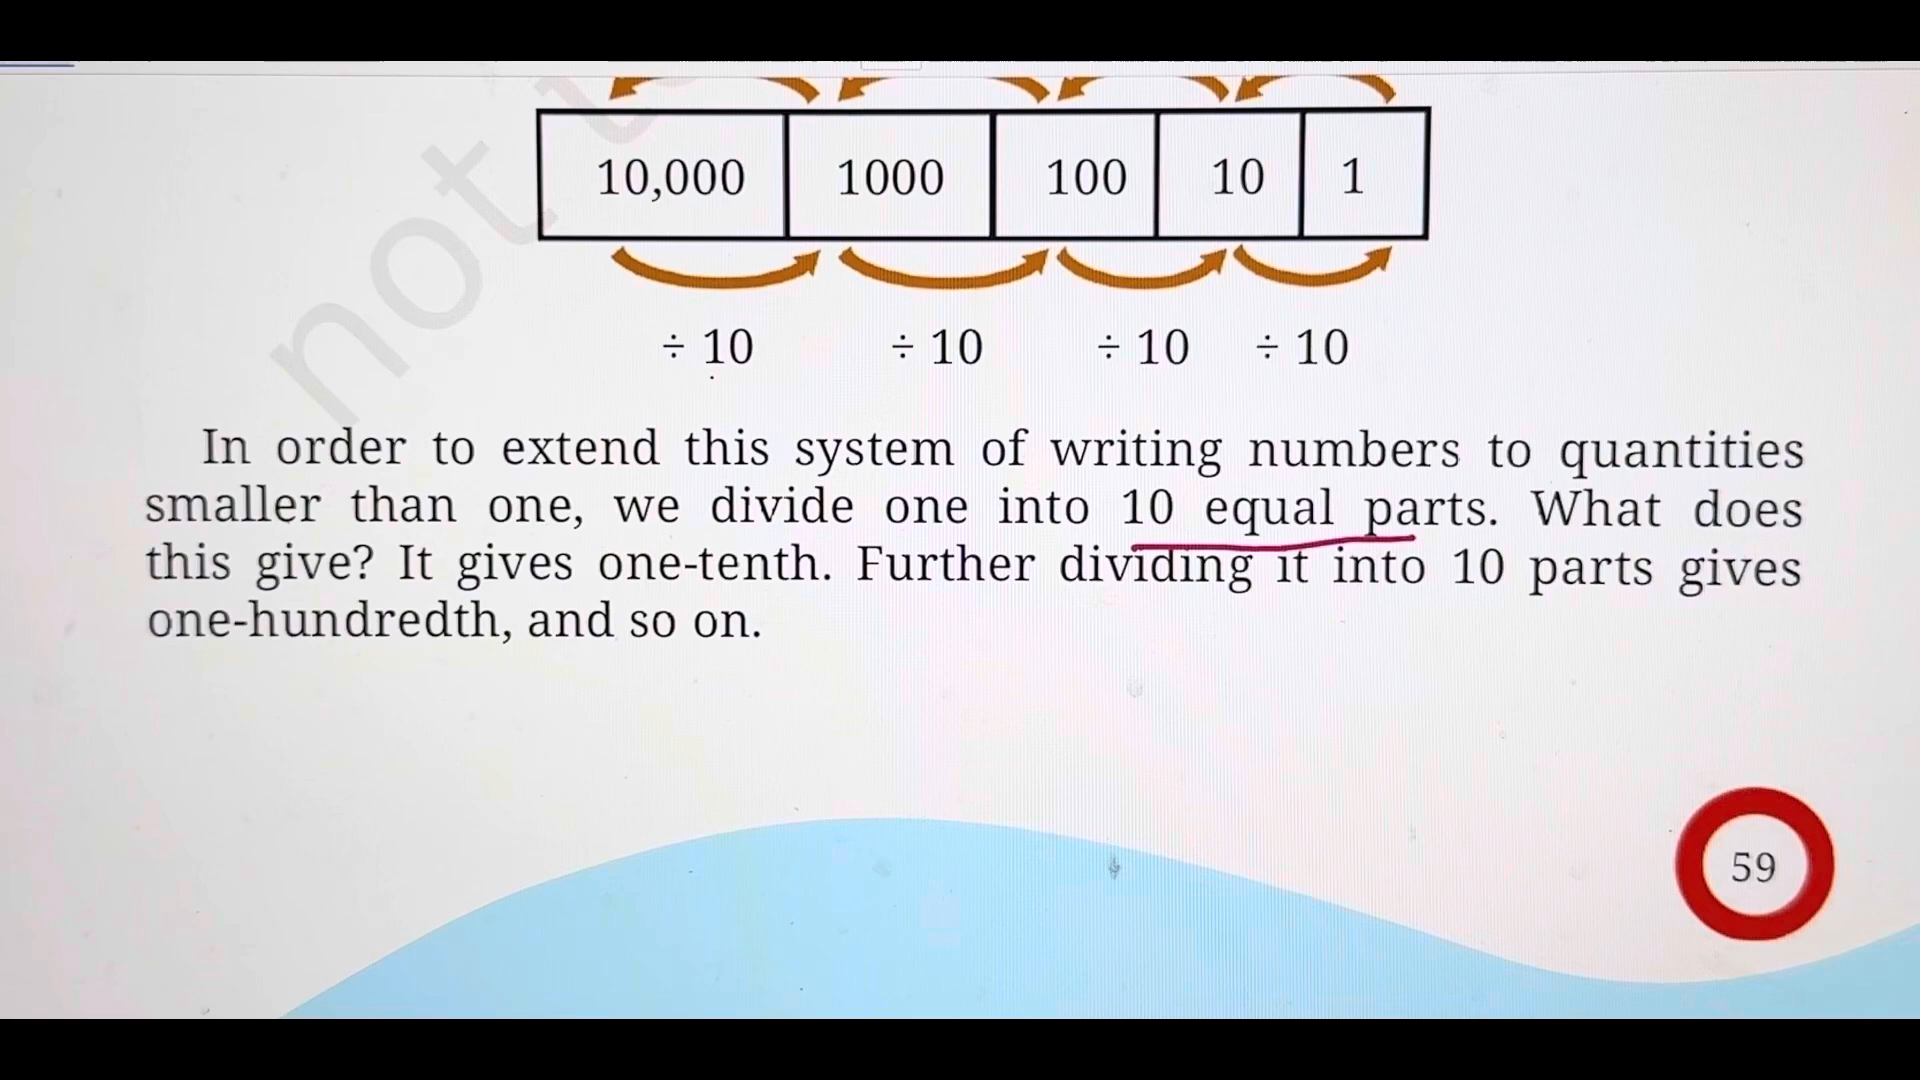 not
10,000 1000 100 10 1
÷ 10 ÷ 10 ÷ 10 ÷ 10
In order to extend this system of writing numbers to quantities
smaller than one, we divide one into 10 equal parts. What does
this give? It gives one-tenth. Further dividing it into 10 parts gives
one-hundredth, and so on.
59